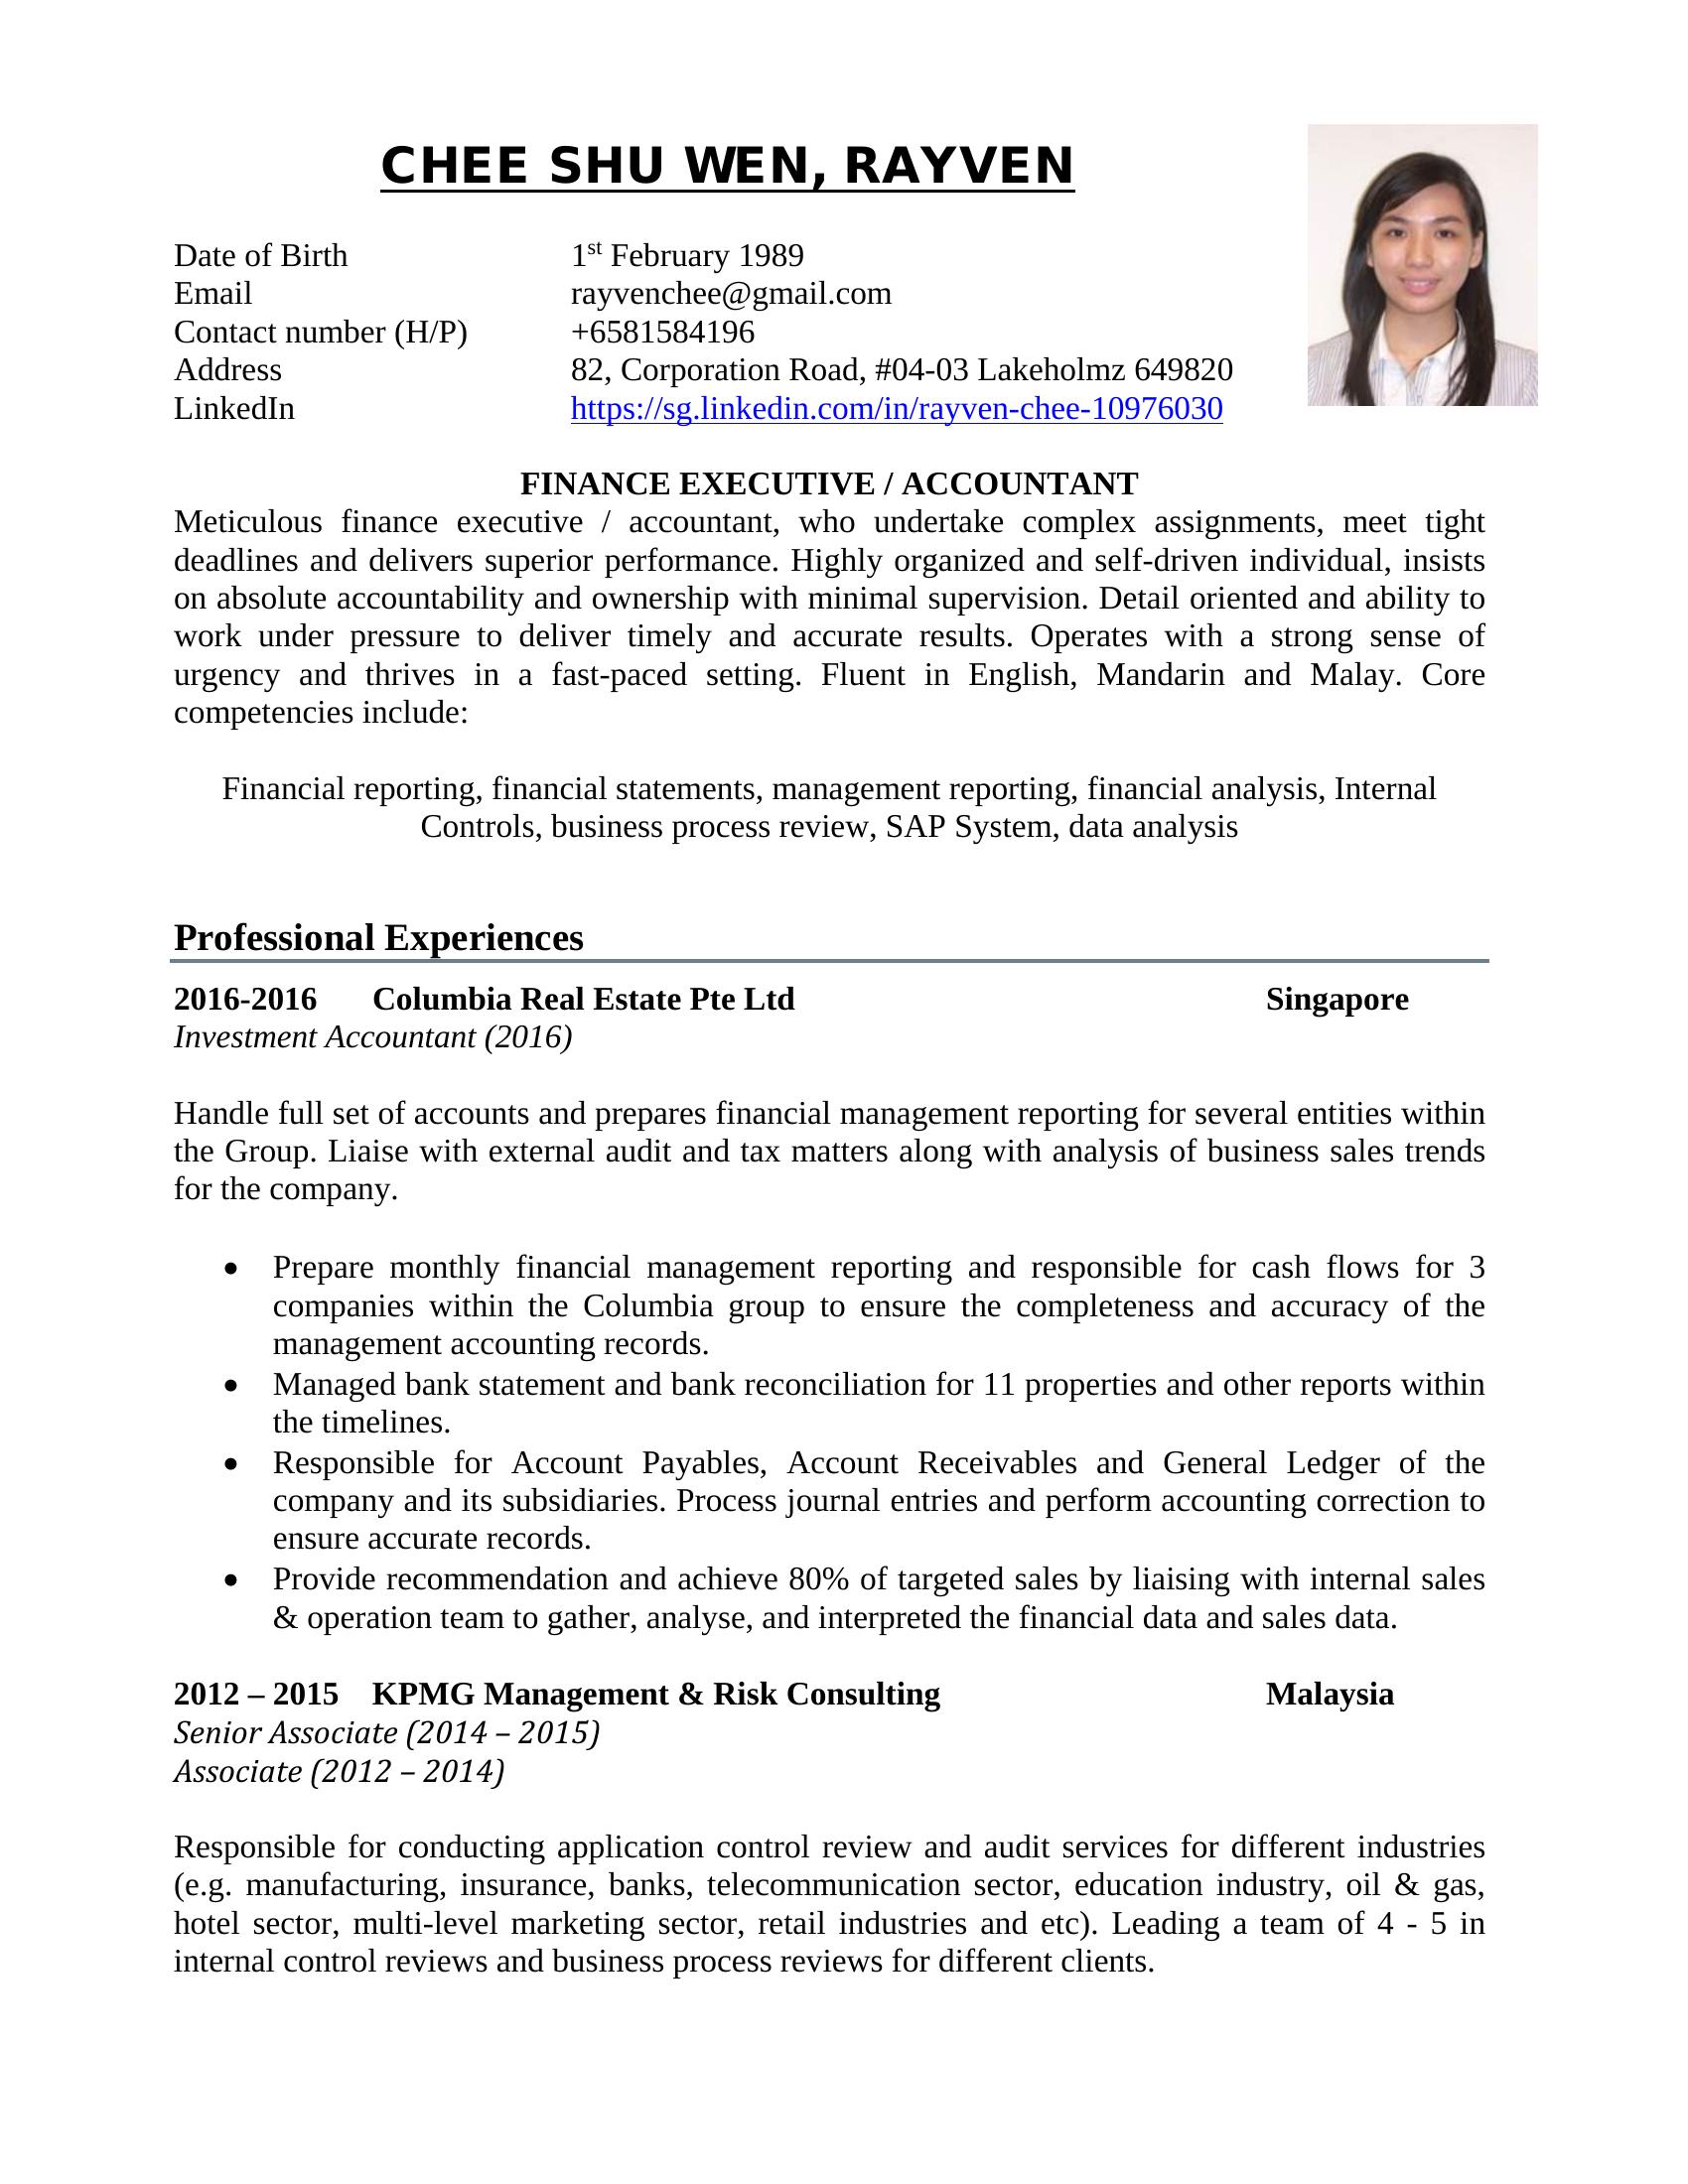 CHEE SHU WEN, RAYVEN
Date of Birth 1st February 1989
Email rayvenchee@gmail.com
Contact number (H/P) +6581584196
Address 82, Corporation Road, #04-03 Lakeholmz 649820
LinkedIn https://sg.linkedin.com/in/rayven-chee-10976030
FINANCE EXECUTIVE / ACCOUNTANT
Meticulous finance executive / accountant, who undertake complex assignments, meet tight
deadlines and delivers superior performance. Highly organized and self-driven individual, insists
on absolute accountability and ownership with minimal supervision. Detail oriented and ability to
work under pressure to deliver timely and accurate results. Operates with a strong sense of
urgency and thrives in a fast-paced setting. Fluent in English, Mandarin and Malay. Core
competencies include:
Financial reporting, financial statements, management reporting, financial analysis, Internal
Controls, business process review, SAP System, data analysis
Professional Experiences
2016-2016 Columbia Real Estate Pte Ltd Singapore
Investment Accountant (2016)
Handle full set of accounts and prepares financial management reporting for several entities within
the Group. Liaise with external audit and tax matters along with analysis of business sales trends
for the company.
• Prepare monthly financial management reporting and responsible for cash flows for 3
companies within the Columbia group to ensure the completeness and accuracy of the
management accounting records.
• Managed bank statement and bank reconciliation for 11 properties and other reports within
the timelines.
• Responsible for Account Payables, Account Receivables and General Ledger of the
company and its subsidiaries. Process journal entries and perform accounting correction to
ensure accurate records.
• Provide recommendation and achieve 80% of targeted sales by liaising with internal sales
& operation team to gather, analyse, and interpreted the financial data and sales data.
2012 – 2015 KPMG Management & Risk Consulting Malaysia
Senior Associate (2014 – 2015)
Associate (2012 – 2014)
Responsible for conducting application control review and audit services for different industries
(e.g. manufacturing, insurance, banks, telecommunication sector, education industry, oil & gas,
hotel sector, multi-level marketing sector, retail industries and etc). Leading a team of 4 - 5 in
internal control reviews and business process reviews for different clients.